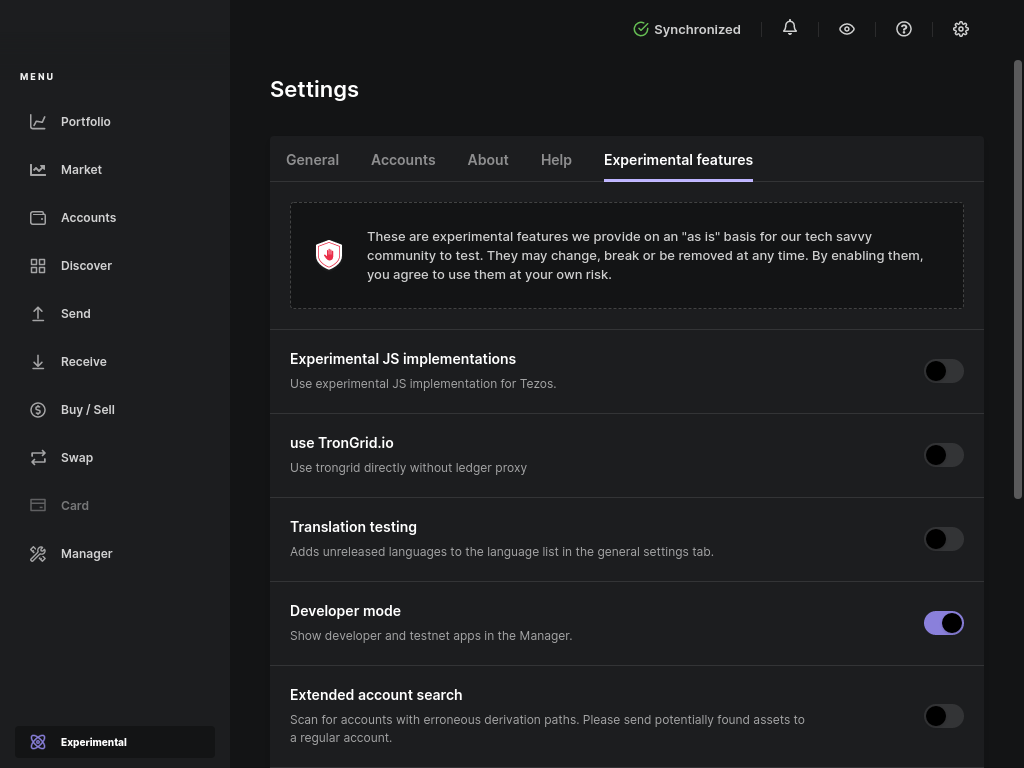 Synchronized
MENU
Portfolio
Market
Accounts
Discover
Send
Receive
Buy / Sell
Swap
Card
Manager
Experimental
Settings
General Accounts About Help Experimental features
These are experimental features we provide on an "as is" basis for our tech savvy
community to test. They may change, break or be removed at any time. By enabling them,
you agree to use them at your own risk.
Experimental JS implementations
Use experimental JS implementation for Tezos.
use TronGrid.io
Use trongrid directly without ledger proxy
Translation testing
Adds unreleased languages to the language list in the general settings tab.
Developer mode
Show developer and testnet apps in the Manager.
Extended account search
Scan for accounts with erroneous derivation paths. Please send potentially found assets to
a regular account.